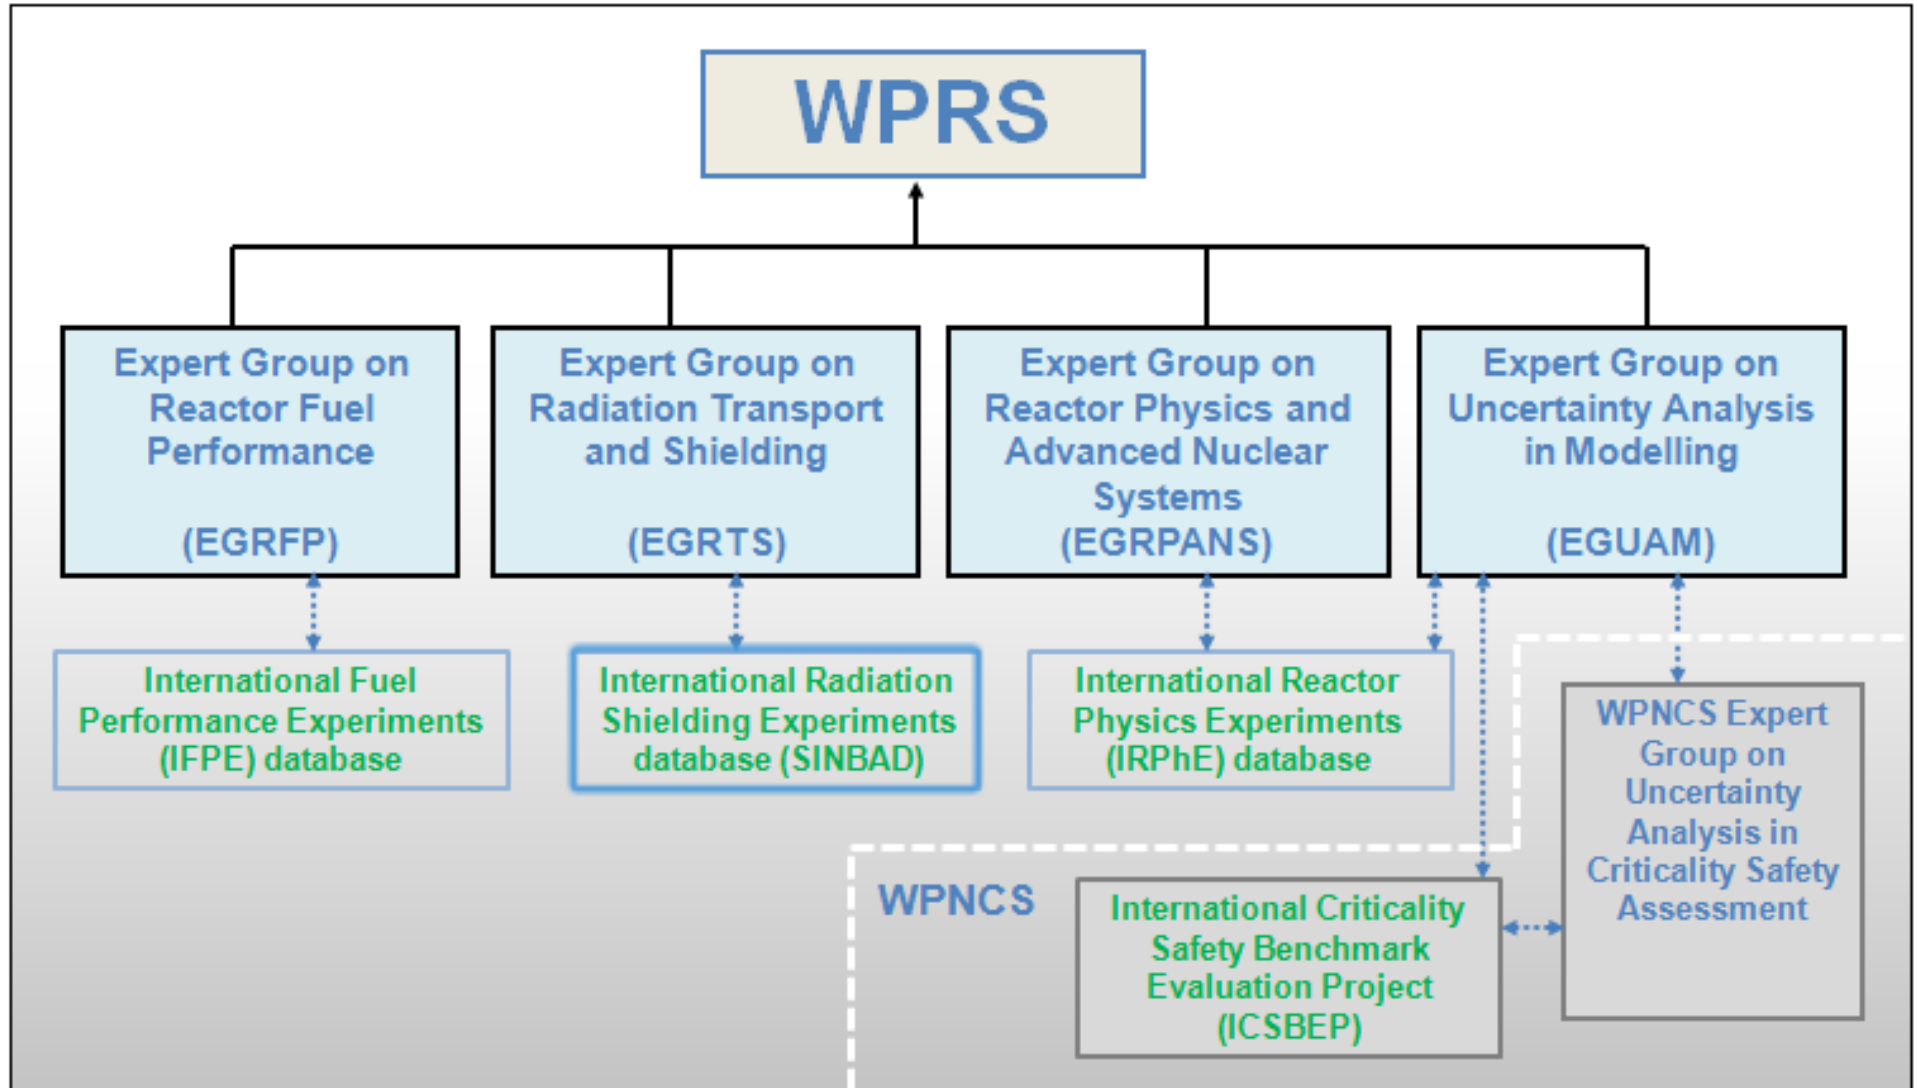 WPRS
Expert Group on
Reactor Fuel
Performance
(EGRFP)
Expert Group on
Radiation Transport
and Shielding
(EGRTS)
Expert Group on
Reactor Physics and
Advanced Nuclear
Systems
(EGRPANS)
Expert Group on
Uncertainty Analysis
in Modelling
(EGUAM)
International Fuel
Performance Experiments
(IFPE) database
International Radiation
Shielding Experiments
database (SINBAD)
International Reactor
Physics Experiments
(IRPhE) database
WPNCS Expert
Group on
Uncertainty
Analysis in
Criticality Safety
Assessment
WPNCS
International Criticality
Safety Benchmark
Evaluation Project
(ICSBEP)